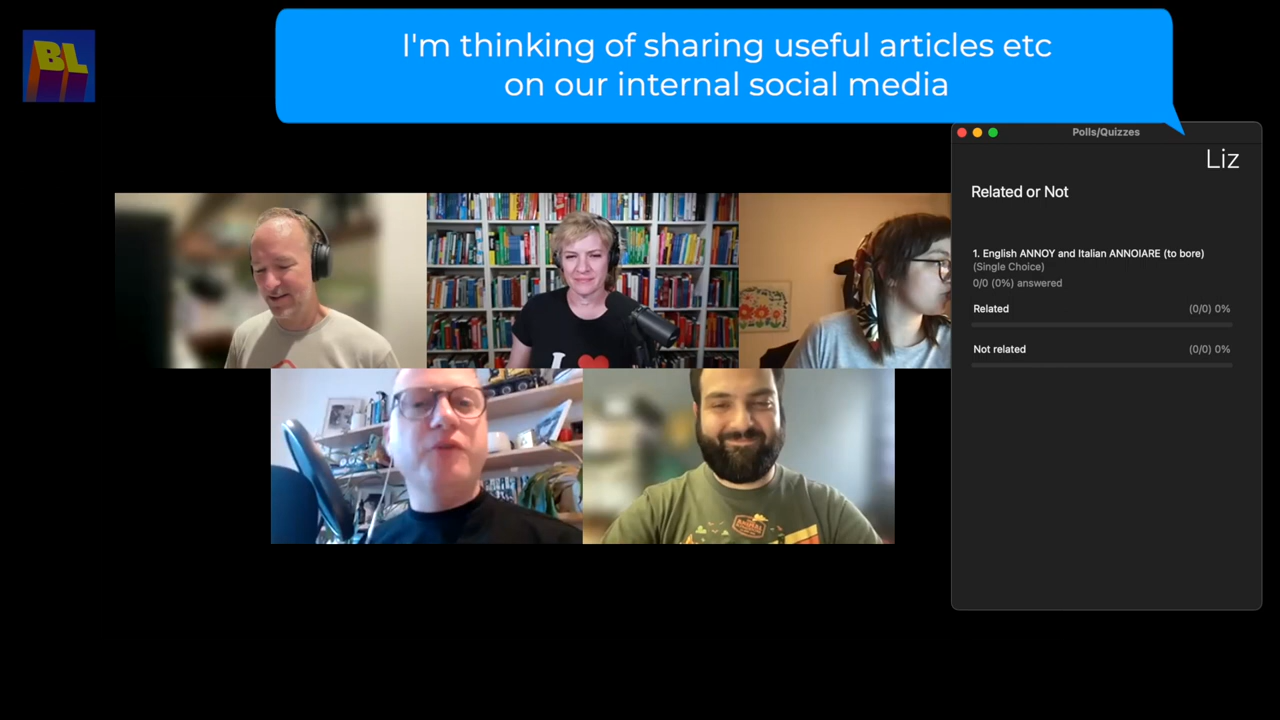 BL
I'm thinking of sharing useful articles etc
on our internal social media
Polls/Quizzes
Liz
Related or Not
1. English ANNOY and Italian ANNOIARE (to bore)
(Single Choice)
0/0 (0%) answered
Related (0/0) 0%
Not related (0/0) 0%
I
ANIMAL